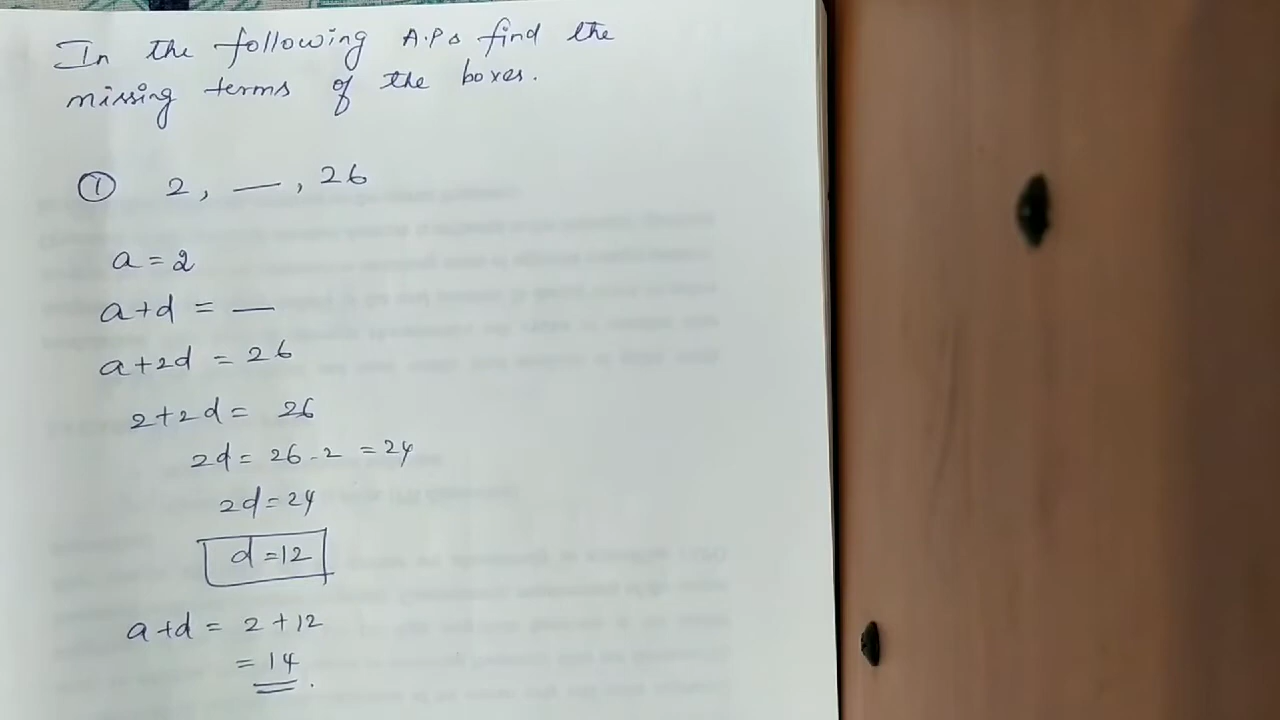 In the following A.Ps find the
missing terms of the boxes.
① 2, —, 26
a = 2
a+d = —
a+2d = 26
2+2d = 26
2d = 26-2 = 24
2d=24
d=12
a+d = 2+12
= 14.